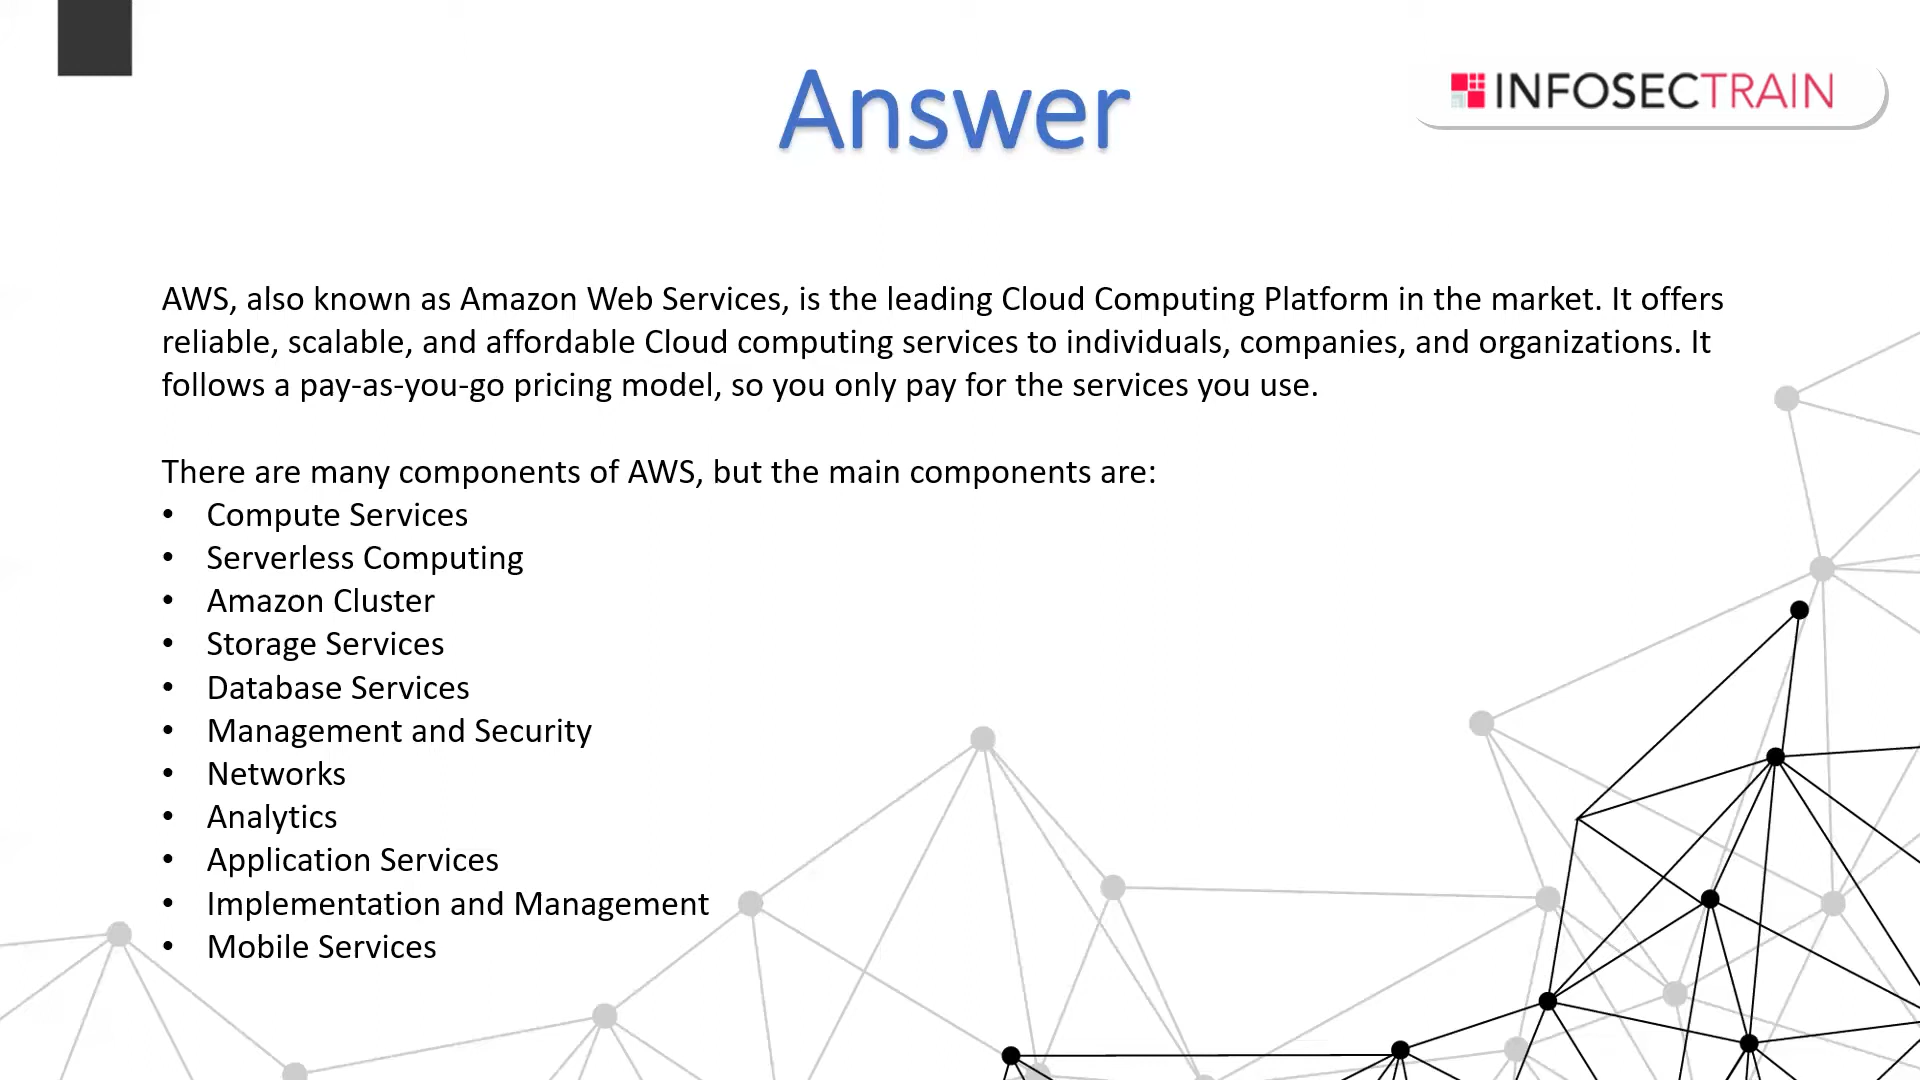 Answer
INFOSECTRAIN
AWS, also known as Amazon Web Services, is the leading Cloud Computing Platform in the market. It offers
reliable, scalable, and affordable Cloud computing services to individuals, companies, and organizations. It
follows a pay-as-you-go pricing model, so you only pay for the services you use.
There are many components of AWS, but the main components are:
• Compute Services
• Serverless Computing
• Amazon Cluster
• Storage Services
• Database Services
• Management and Security
• Networks
• Analytics
• Application Services
• Implementation and Management
• Mobile Services